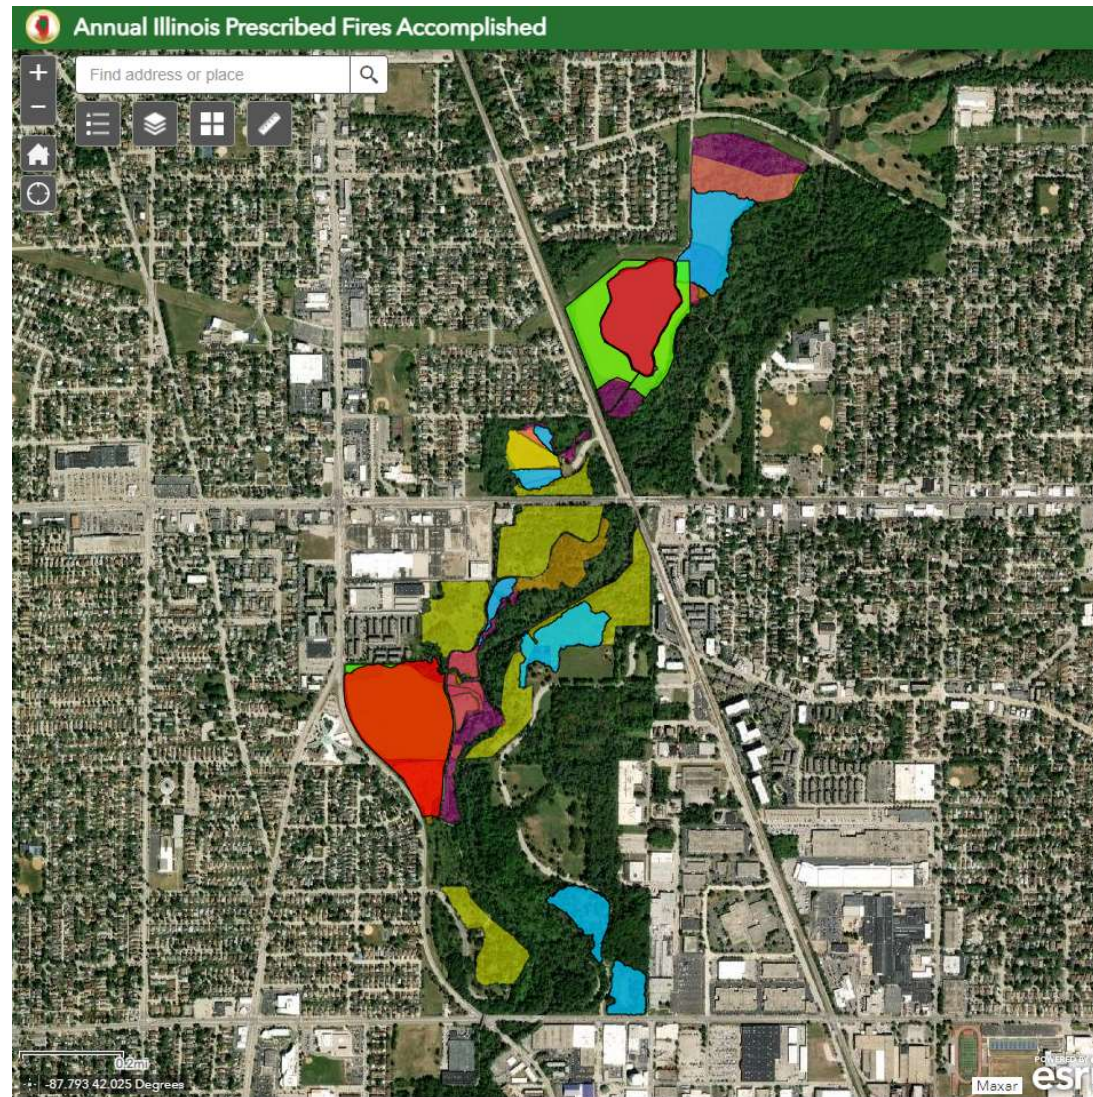 Annual Illinois Prescribed Fires Accomplished
+
Find address or place
−
0.2mi
-87.793 42.025 Degrees
POWERED BY
Maxar
esri